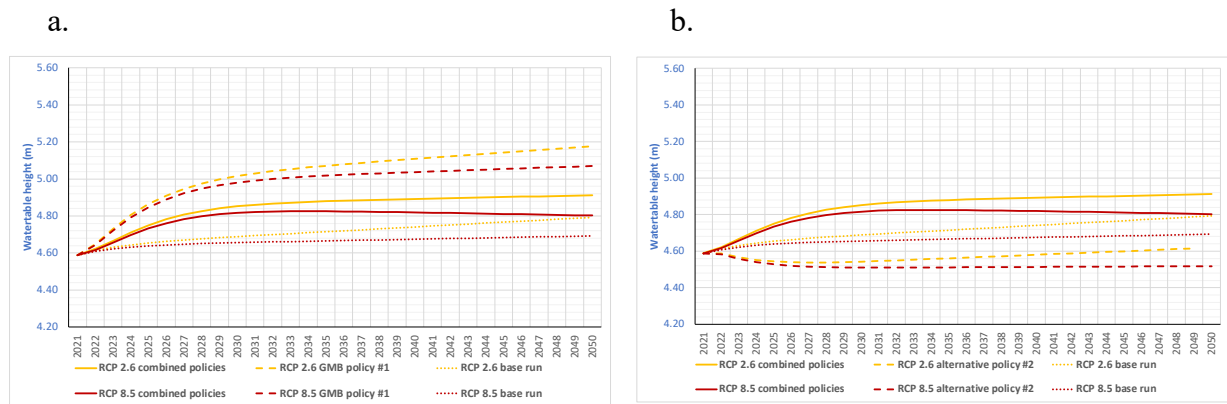 a.
b.
5.60
5.40
5.20
5.00
4.80
4.60
4.40
4.20
Watertable height (m)
2021 2022 2023 2024 2025 2026 2027 2028 2029 2030 2031 2032 2033 2034 2035 2036 2037 2038 2039 2040 2041 2042 2043 2044 2045 2046 2047 2048 2049 2050
RCP 2.6 combined policies RCP 2.6 GMB policy #1 RCP 2.6 base run
RCP 8.5 combined policies RCP 8.5 GMB policy #1 RCP 8.5 base run
5.60
5.40
5.20
5.00
4.80
4.60
4.40
4.20
Watertable height (m)
2021 2022 2023 2024 2025 2026 2027 2028 2029 2030 2031 2032 2033 2034 2035 2036 2037 2038 2039 2040 2041 2042 2043 2044 2045 2046 2047 2048 2049 2050
RCP 2.6 combined policies RCP 2.6 alternative policy #2 RCP 2.6 base run
RCP 8.5 combined policies RCP 8.5 alternative policy #2 RCP 8.5 base run